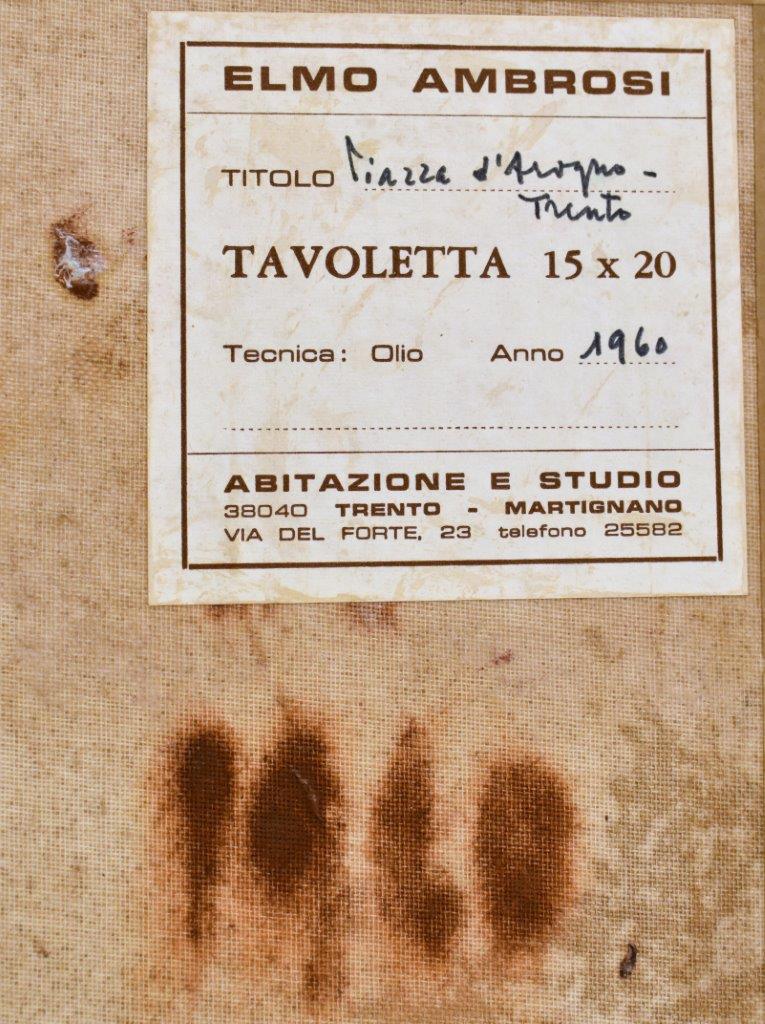 ELMO AMBROSI
TITOLO Piazza d'Arogno -
Trento
TAVOLETTA 15 x 20
Tecnica: Olio Anno 1960
ABITAZIONE E STUDIO
38040 TRENTO - MARTIGNANO
VIA DEL FORTE, 23 telefono 25582
1960